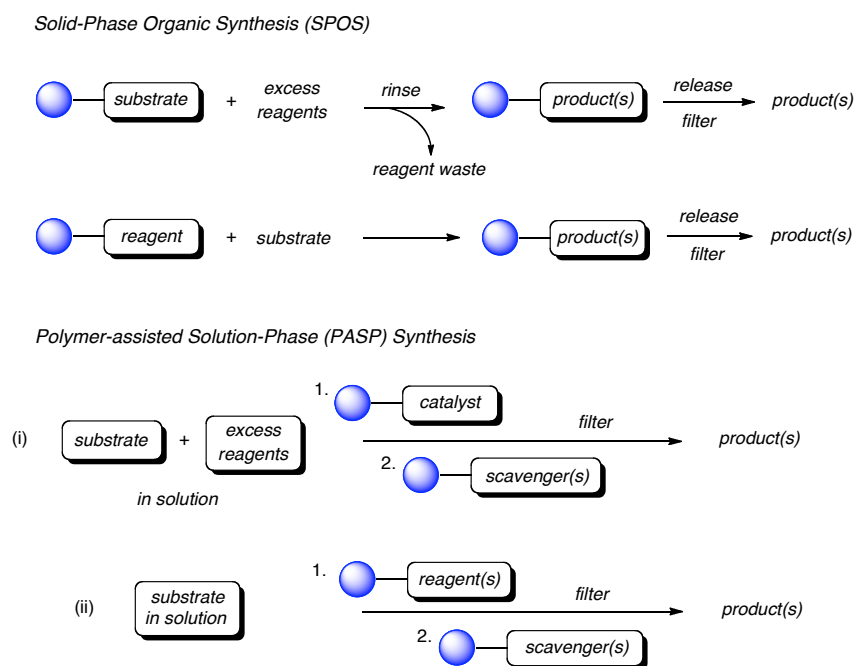 Solid-Phase Organic Synthesis (SPOS)
substrate + excess reagents rinse product(s) release filter product(s)
reagent waste
reagent + substrate product(s) release filter product(s)
Polymer-assisted Solution-Phase (PASP) Synthesis
(i) substrate + excess reagents 1. catalyst filter product(s)
2. scavenger(s)
in solution
(ii) substrate in solution 1. reagent(s) filter product(s)
2. scavenger(s)